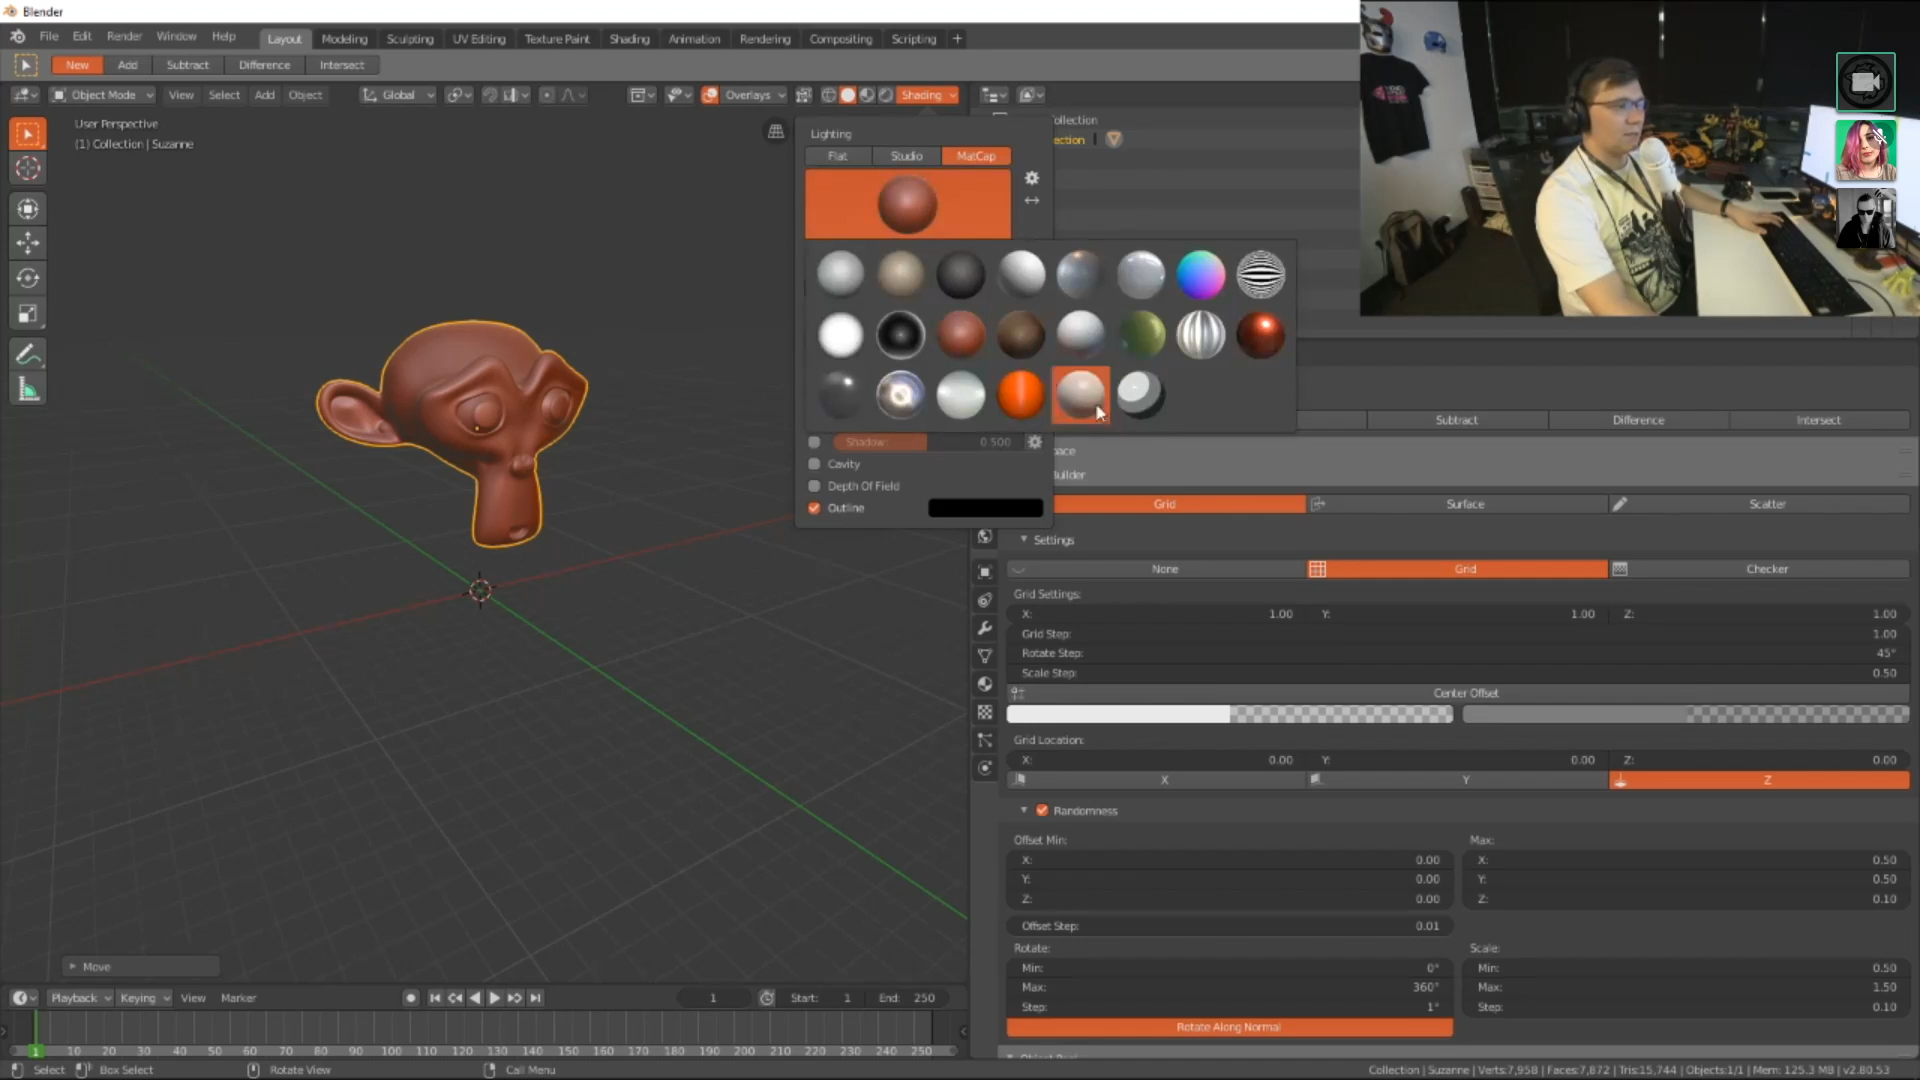 Blender
File Edit Render Window Help Layout Modeling Sculpting UV Editing Texture Paint Shading Animation Rendering Compositing Scripting +
New Add Subtract Difference Intersect
Object Mode View Select Add Object Global Overlays Shading
User Perspective
(1) Collection | Suzanne
Lighting
Flat Studio MatCap
Shadow: 0.500
Cavity
Depth Of Field
Outline
ollection
ection
Subtract Difference Intersect
ace
Builder
Grid Surface Scatter
Settings
None Grid Checker
Grid Settings:
X: 1.00 Y: 1.00 Z: 1.00
Grid Step: 1.00
Rotate Step: 45°
Scale Step: 0.50
Center Offset
Grid Location:
X: 0.00 Y: 0.00 Z: 0.00
X Y Z
Randomness
Offset Min: Max:
X: 0.00 X: 0.50
Y: 0.00 Y: 0.50
Z: 0.00 Z: 0.10
Offset Step: 0.01
Rotate: Scale:
Min: 0° Min: 0.50
Max: 360° Max: 1.50
Step: 1° Step: 0.10
Rotate Along Normal
Move
Playback Keying View Marker 1 Start: 1 End: 250
1 10 20 30 40 50 60 70 80 90 100 110 120 130 140 150 160 170 180 190 200 210 220 230 240 250
Select Box Select Rotate View Call Menu
Collection | Suzanne | Verts:7,958 | Faces:7,872 | Tris:15,744 | Objects:1/1 | Mem: 125.3 MB | v2.80.53